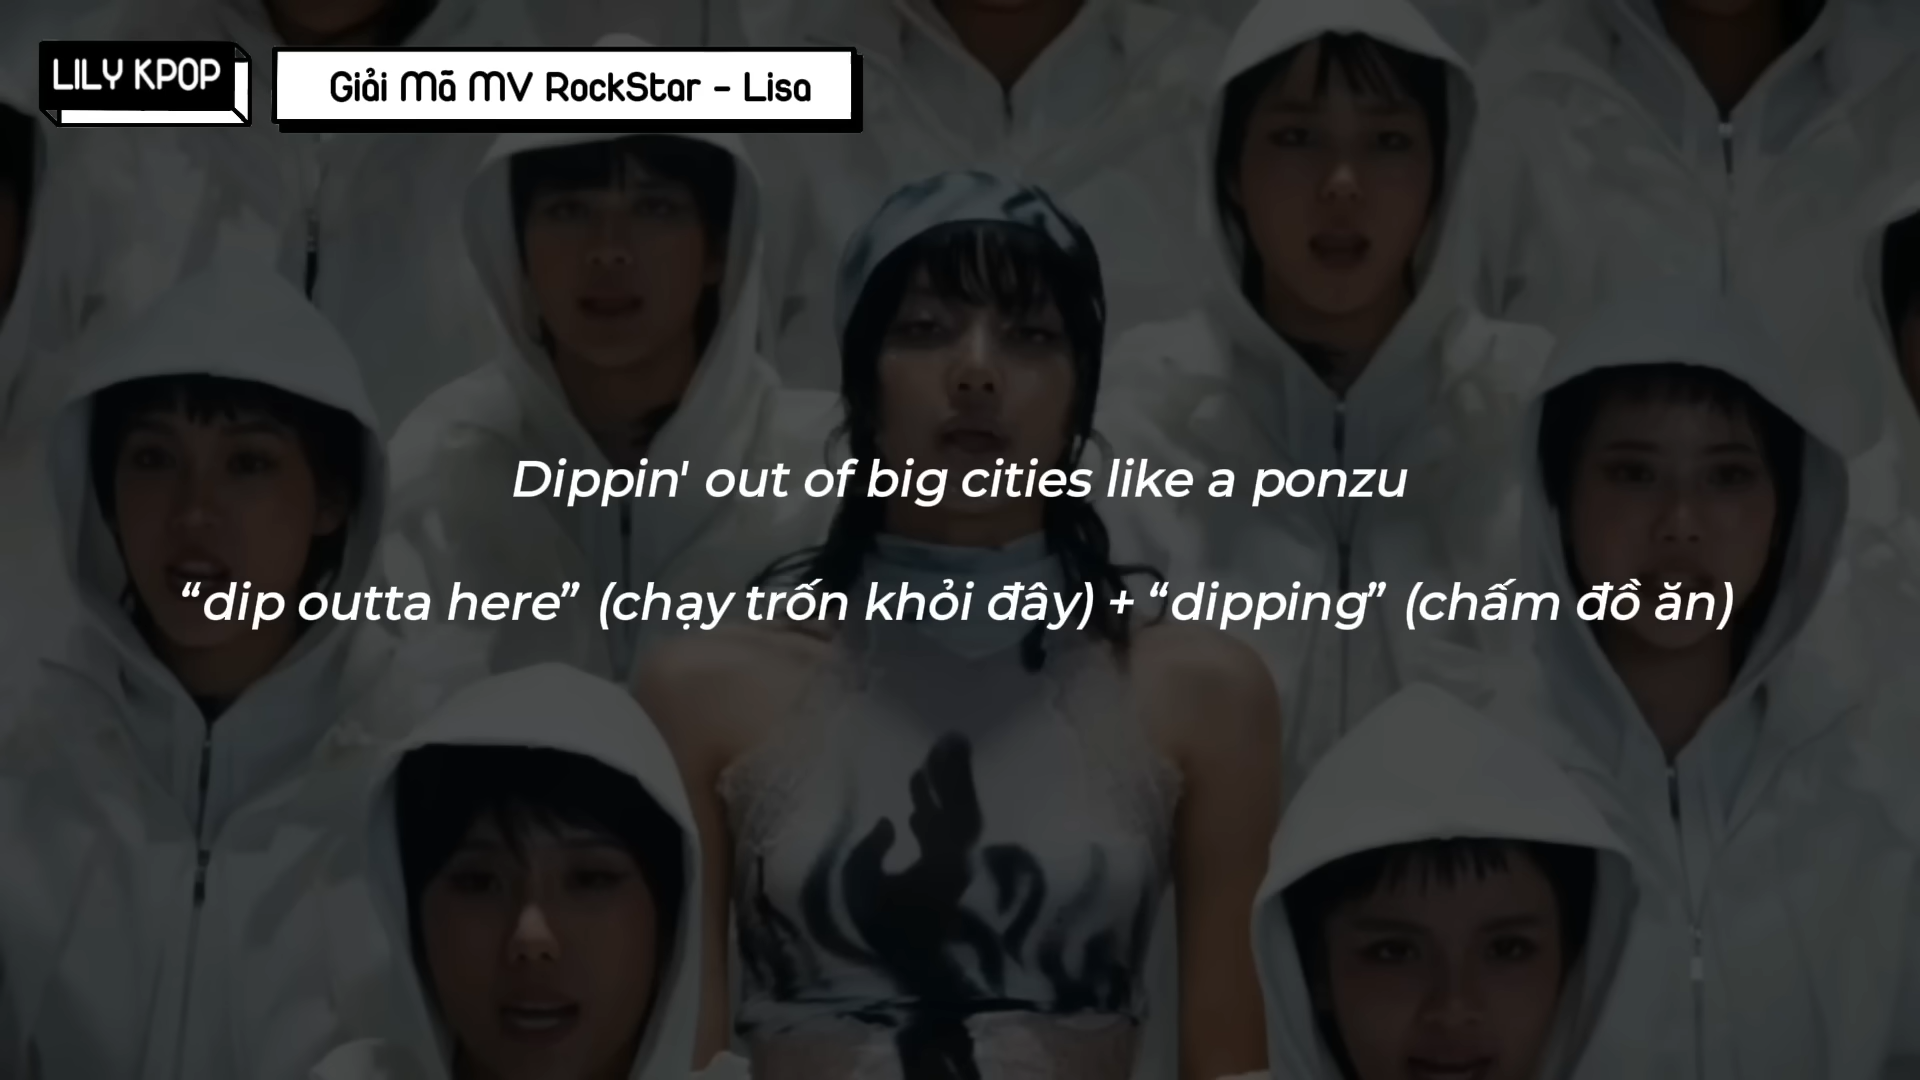 LILY KPOP
Giải Mã MV RockStar - Lisa
Dippin' out of big cities like a ponzu
“dip outta here” (chạy trốn khỏi đây) + “dipping” (chấm đồ ăn)